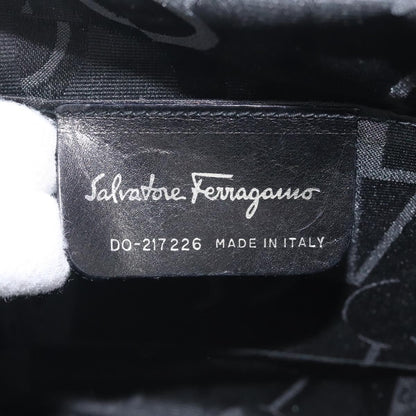 Salvatore Ferragamo
DO-217226 MADE IN ITALY